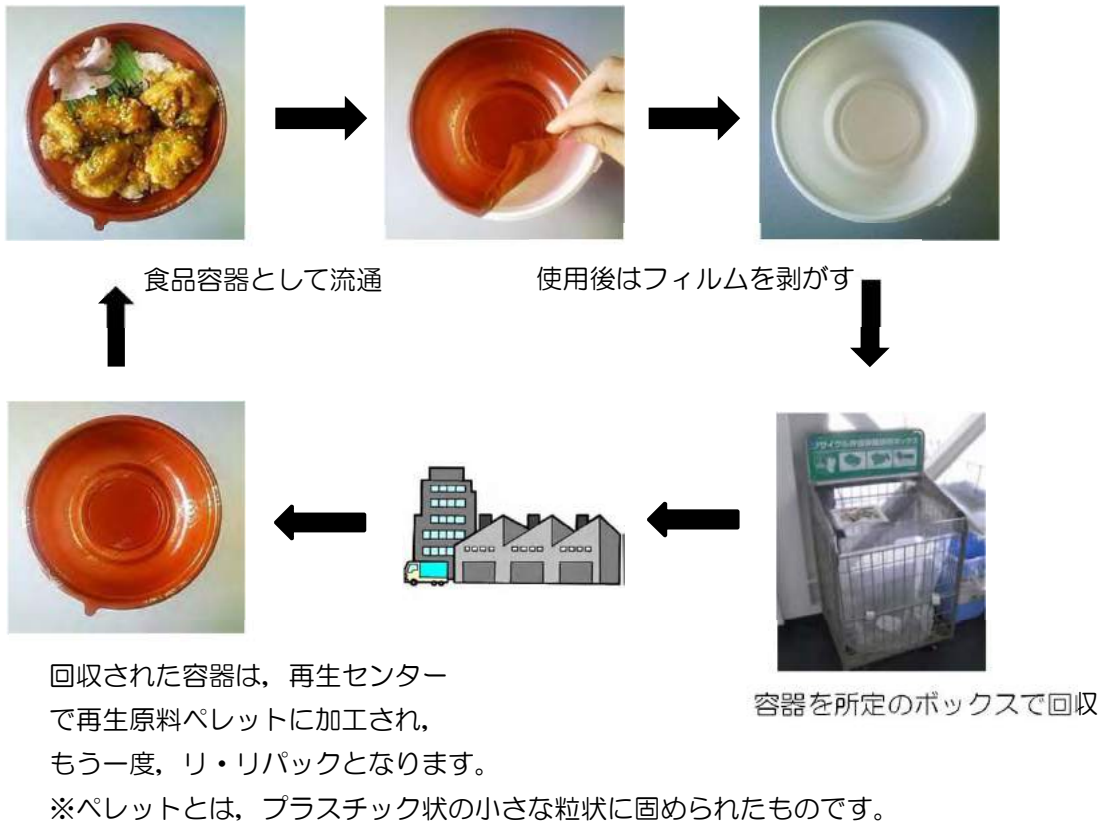 食品容器として流通
使用後はフィルムを剥がす
容器を所定のボックスで回収
回収された容器は，再生センター
で再生原料ペレットに加工され，
もう一度，リ・リパックとなります。
※ペレットとは，プラスチック状の小さな粒状に固められたものです。